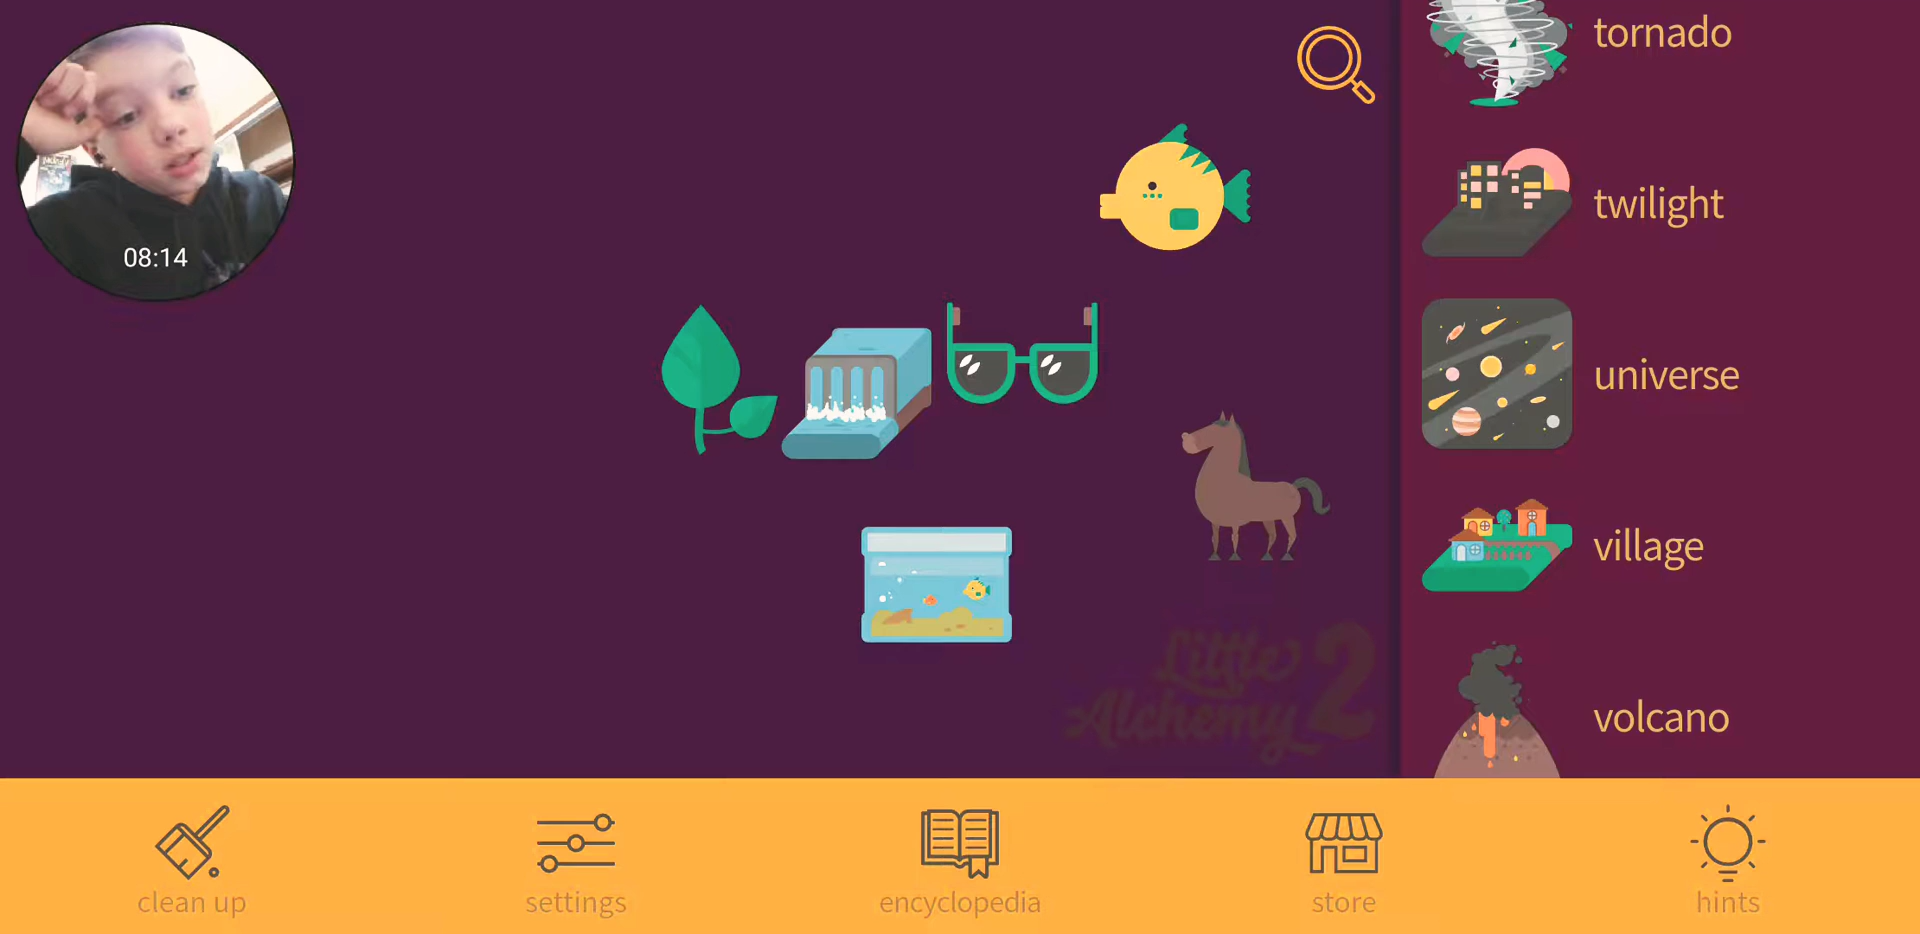 08:14
tornado
twilight
universe
village
volcano
Little
Alchemy 2
clean up
settings
encyclopedia
store
hints